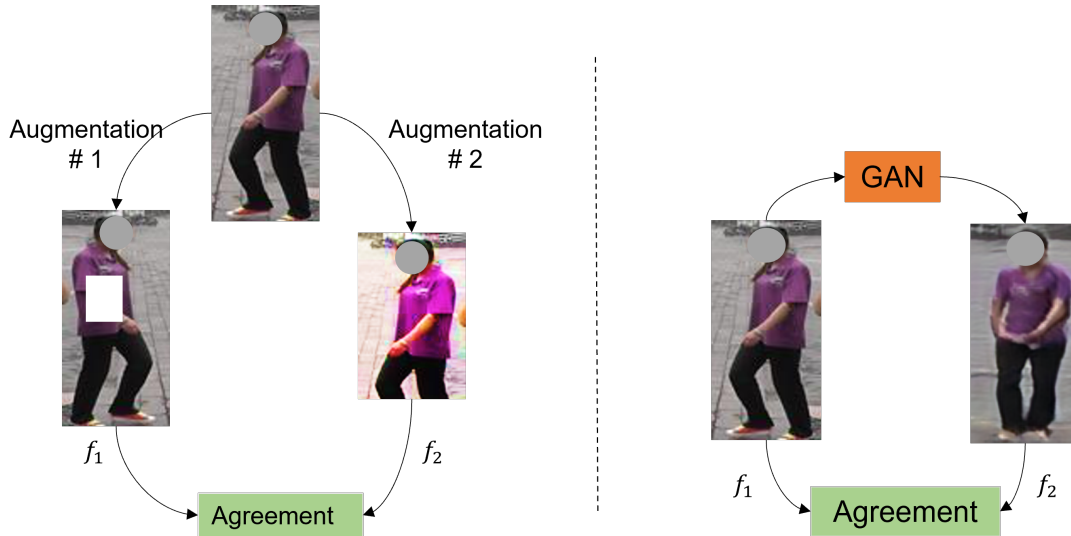 Augmentation
# 1
Augmentation
# 2
f₁
f₂
Agreement
GAN
f₁
f₂
Agreement